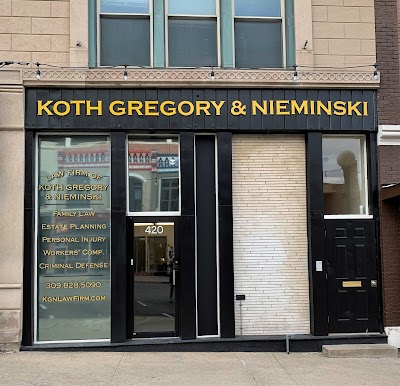 KOTH GREGORY & NIEMINSKI
LAW FIRM OF
KOTH GREGORY
& NIEMINSKI
FAMILY LAW
ESTATE PLANNING
PERSONAL INJURY
WORKERS' COMP.
CRIMINAL DEFENSE
309.828.5090
KGNLAWFIRM.COM
420